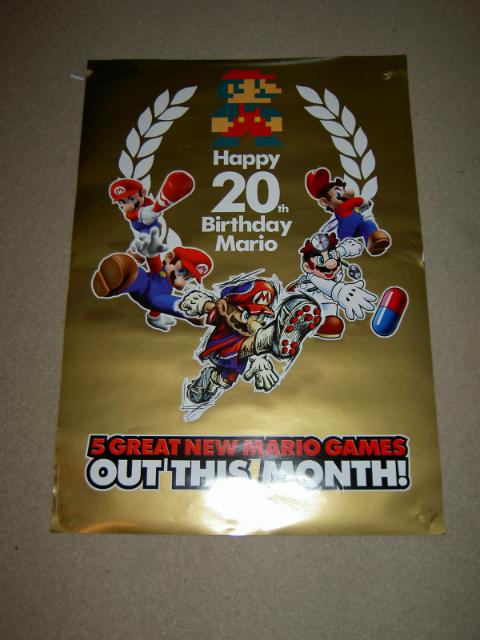 Happy
20th
Birthday
Mario
5 GREAT NEW MARIO GAMES
OUT THIS MONTH!